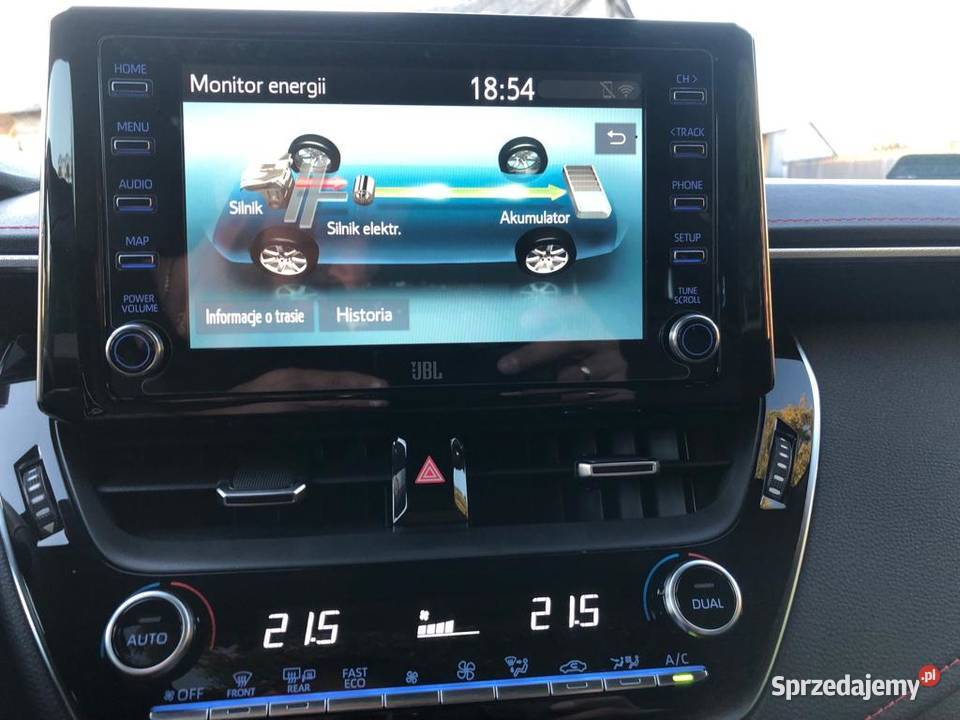 HOME
MENU
AUDIO
MAP
POWER
VOLUME
Monitor energii 18:54
Silnik
Silnik elektr.
Akumulator
Informacje o trasie
Historia
CH >
< TRACK
PHONE
SETUP
TUNE
SCROLL
JBL
AUTO
21.5
21.5
DUAL
OFF
FRONT
REAR
FAST
ECO
A/C
Sprzedajemy.pl